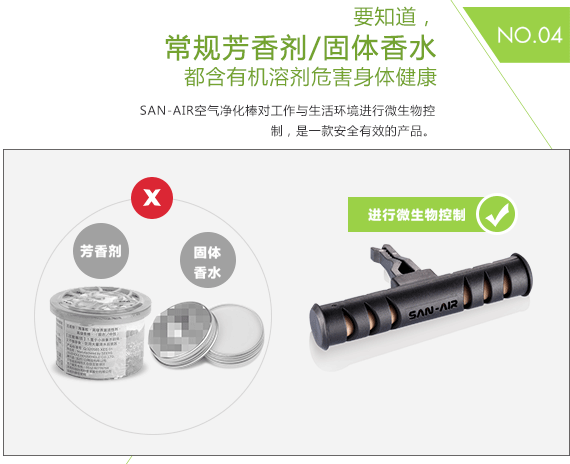 要知道，
NO.04
常规芳香剂/固体香水
都含有机溶剂危害身体健康
SAN-AIR空气净化棒对工作与生活环境进行微生物控
制，是一款安全有效的产品。
X
芳香剂
固体
香水
进行微生物控制
SAN-AIR